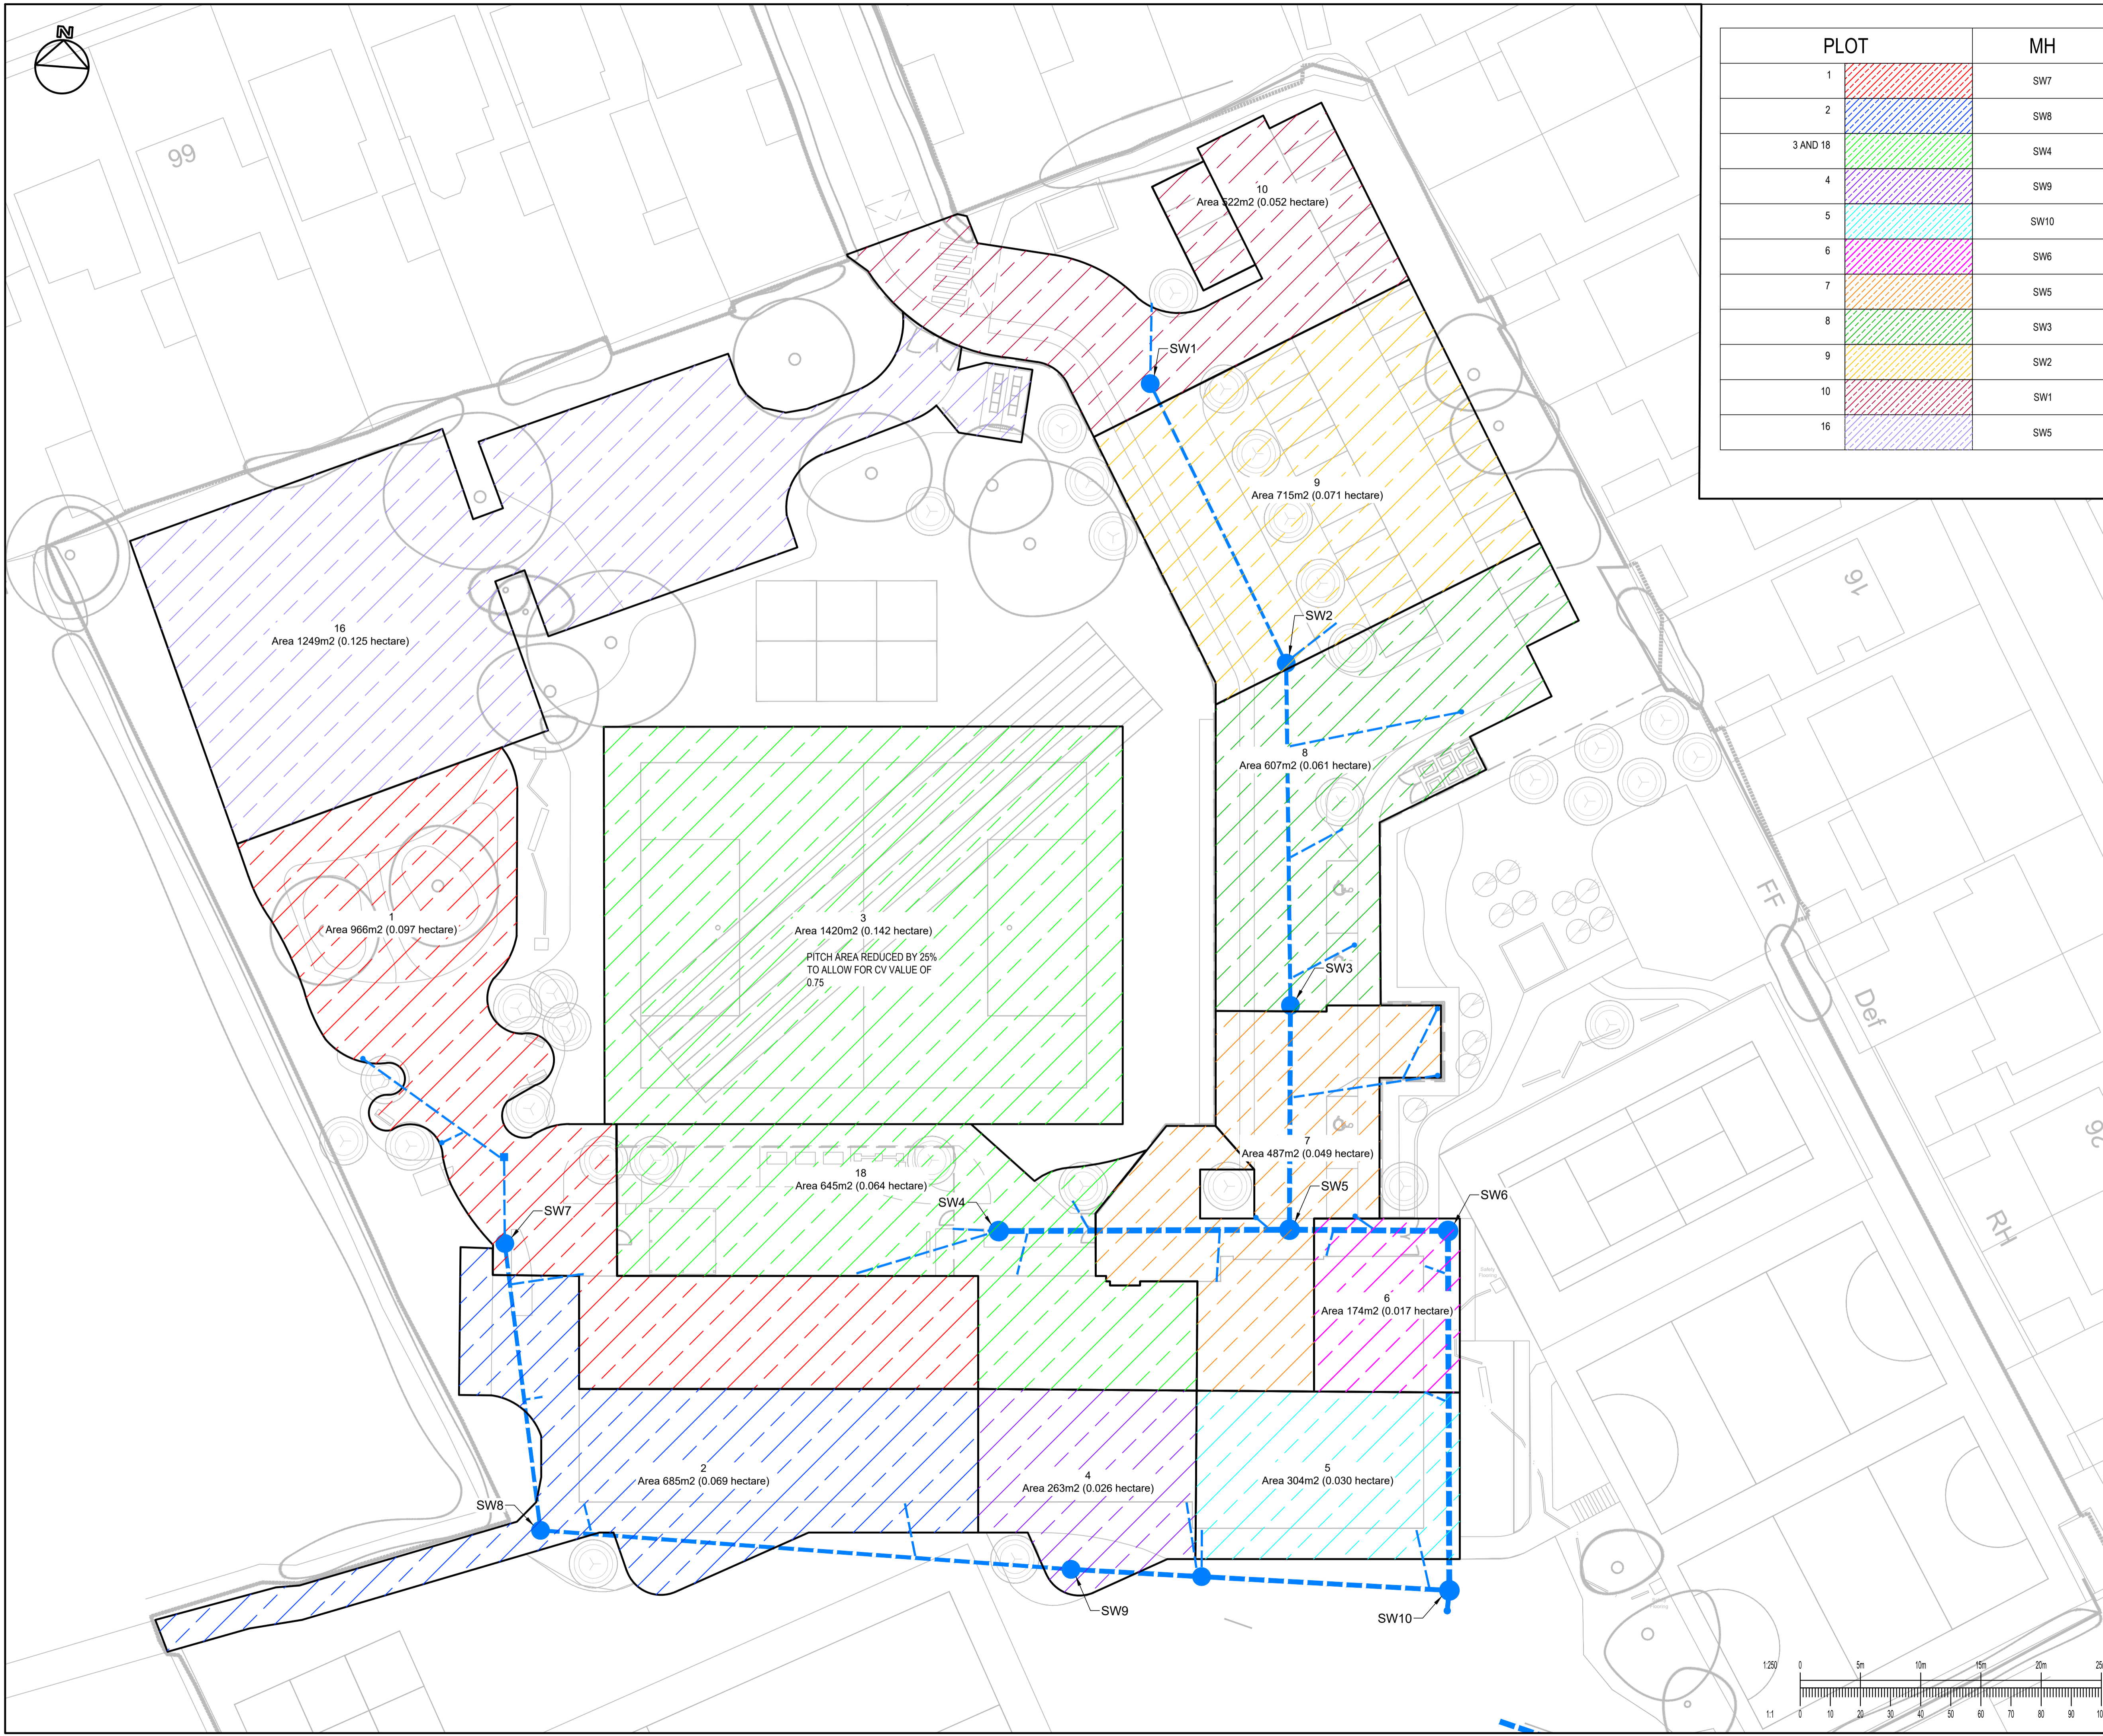 N
PLOT MH
1 SW7
2 SW8
3 AND 18 SW4
4 SW9
5 SW10
6 SW6
7 SW5
8 SW3
9 SW2
10 SW1
16 SW5
99
10
Area 522m2 (0.052 hectare)
SW1
9
Area 715m2 (0.071 hectare)
16
SW2
16
Area 1249m2 (0.125 hectare)
8
Area 607m2 (0.061 hectare)
FF
1
Area 966m2 (0.097 hectare)
3
Area 1420m2 (0.142 hectare)
PITCH AREA REDUCED BY 25%
TO ALLOW FOR CV VALUE OF
0.75
SW3
Def
7
Area 487m2 (0.049 hectare)
18
Area 645m2 (0.064 hectare)
SW4
SW5
SW6
SW7
RH
Safety
Flooring
6
Area 174m2 (0.017 hectare)
2
Area 685m2 (0.069 hectare)
4
Area 263m2 (0.026 hectare)
5
Area 304m2 (0.030 hectare)
SW8
SW9
SW10
1:250 0 5m 10m 15m 20m
1:1 0 10 20 30 40 50 60 70 80 90